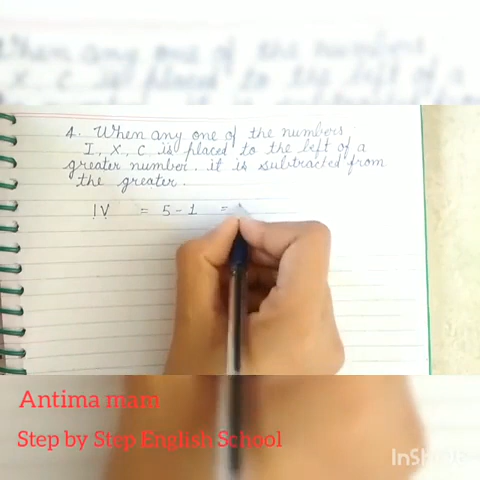 4. When any one of the numbers
I, X, C is placed to the left of a
greater number. it is subtracted from
the greater.
IV = 5 - 1 =
Antima mam
Step by Step English School
InSh